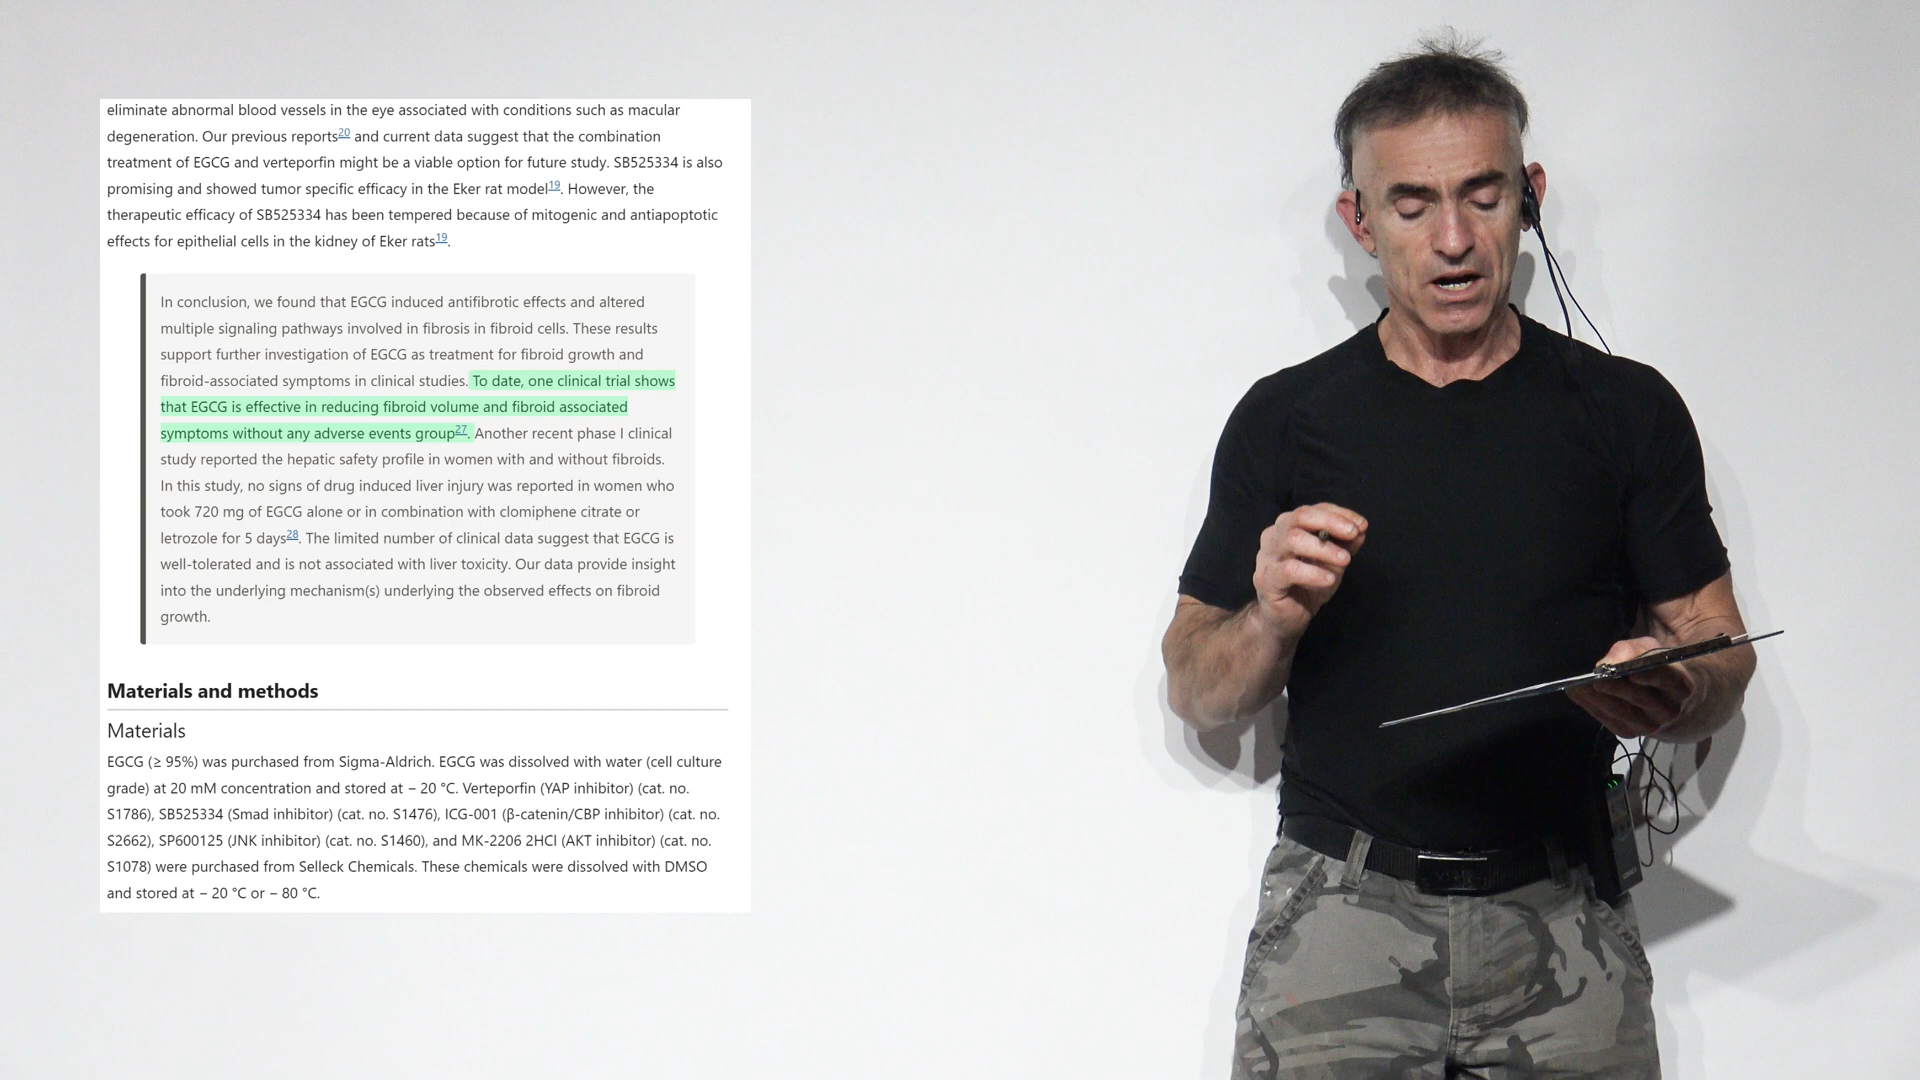 eliminate abnormal blood vessels in the eye associated with conditions such as macular
degeneration. Our previous reports20 and current data suggest that the combination
treatment of EGCG and verteporfin might be a viable option for future study. SB525334 is also
promising and showed tumor specific efficacy in the Eker rat model19. However, the
therapeutic efficacy of SB525334 has been tempered because of mitogenic and antiapoptotic
effects for epithelial cells in the kidney of Eker rats19.
In conclusion, we found that EGCG induced antifibrotic effects and altered
multiple signaling pathways involved in fibrosis in fibroid cells. These results
support further investigation of EGCG as treatment for fibroid growth and
fibroid-associated symptoms in clinical studies. To date, one clinical trial shows
that EGCG is effective in reducing fibroid volume and fibroid associated
symptoms without any adverse events group27. Another recent phase I clinical
study reported the hepatic safety profile in women with and without fibroids.
In this study, no signs of drug induced liver injury was reported in women who
took 720 mg of EGCG alone or in combination with clomiphene citrate or
letrozole for 5 days28. The limited number of clinical data suggest that EGCG is
well-tolerated and is not associated with liver toxicity. Our data provide insight
into the underlying mechanism(s) underlying the observed effects on fibroid
growth.
Materials and methods
Materials
EGCG (≥ 95%) was purchased from Sigma-Aldrich. EGCG was dissolved with water (cell culture
grade) at 20 mM concentration and stored at − 20 °C. Verteporfin (YAP inhibitor) (cat. no.
S1786), SB525334 (Smad inhibitor) (cat. no. S1476), ICG-001 (β-catenin/CBP inhibitor) (cat. no.
S2662), SP600125 (JNK inhibitor) (cat. no. S1460), and MK-2206 2HCl (AKT inhibitor) (cat. no.
S1078) were purchased from Selleck Chemicals. These chemicals were dissolved with DMSO
and stored at − 20 °C or − 80 °C.